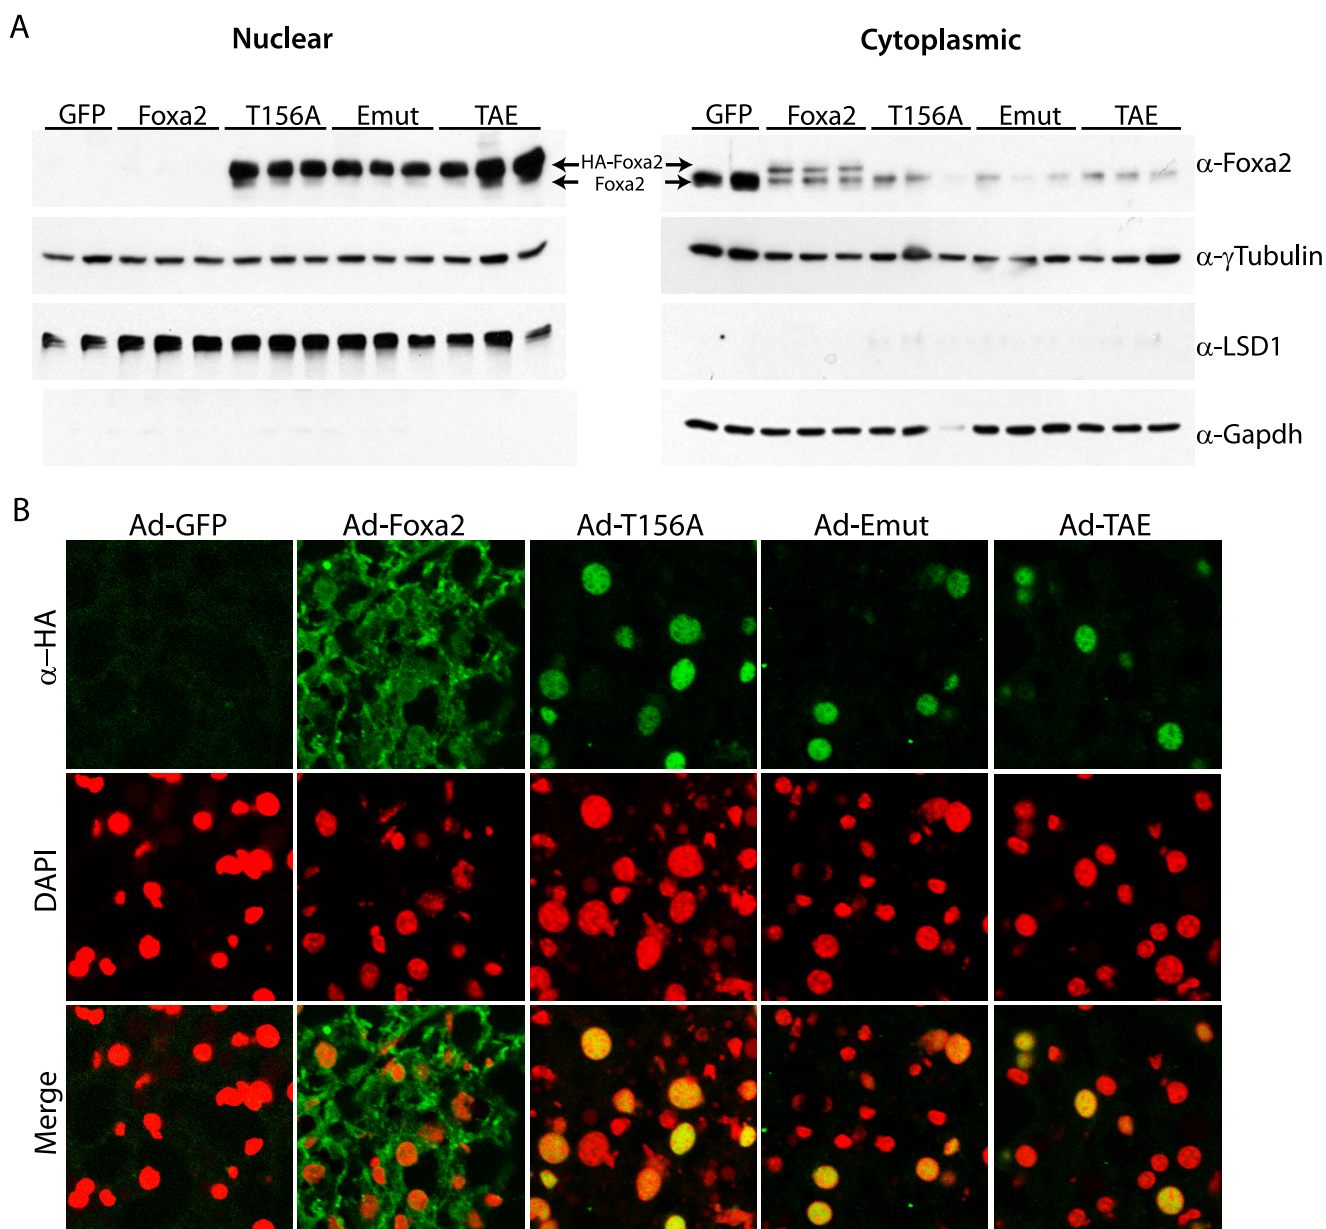 A
Nuclear
Cytoplasmic
GFP Foxa2 T156A Emut TAE
GFP Foxa2 T156A Emut TAE
HA-Foxa2
Foxa2
α-Foxa2
α-γTubulin
α-LSD1
α-Gapdh
B
Ad-GFP Ad-Foxa2 Ad-T156A Ad-Emut Ad-TAE
α–HA
DAPI
Merge